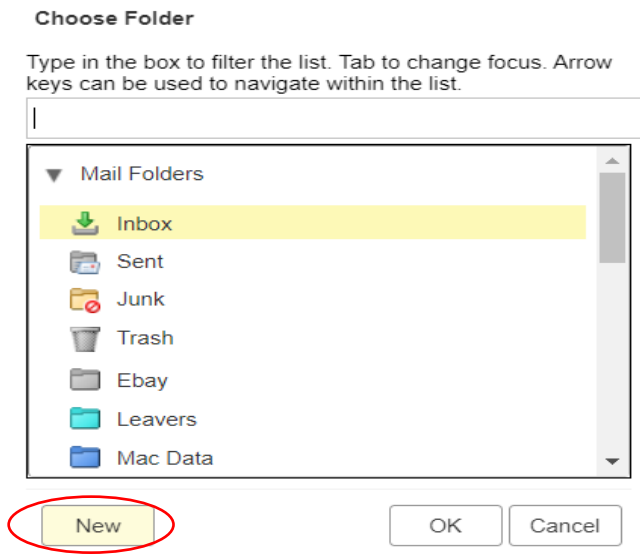 Choose Folder
Type in the box to filter the list. Tab to change focus. Arrow
keys can be used to navigate within the list.
Mail Folders
Inbox
Sent
Junk
Trash
Ebay
Leavers
Mac Data
New OK Cancel